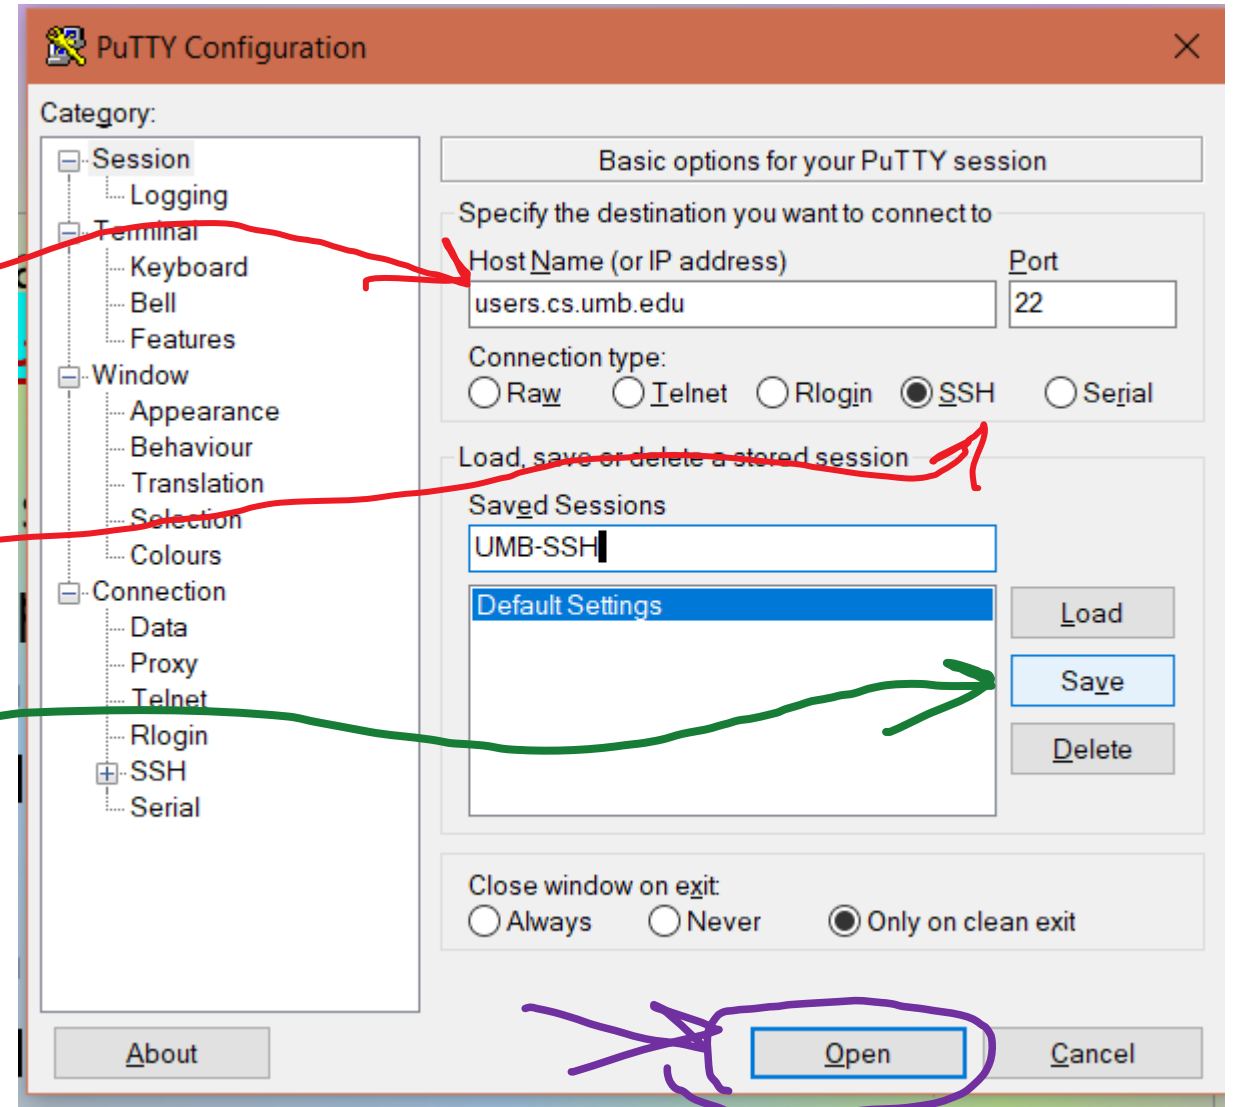 PuTTY Configuration
Category:
Session
Logging
Terminal
Keyboard
Bell
Features
Window
Appearance
Behaviour
Translation
Selection
Colours
Connection
Data
Proxy
Telnet
Rlogin
SSH
Serial
Basic options for your PuTTY session
Specify the destination you want to connect to
Host Name (or IP address) Port
users.cs.umb.edu 22
Connection type:
Raw Telnet Rlogin SSH Serial
Load, save or delete a stored session
Saved Sessions
UMB-SSH
Default Settings
Load
Save
Delete
Close window on exit:
Always Never Only on clean exit
About Open Cancel